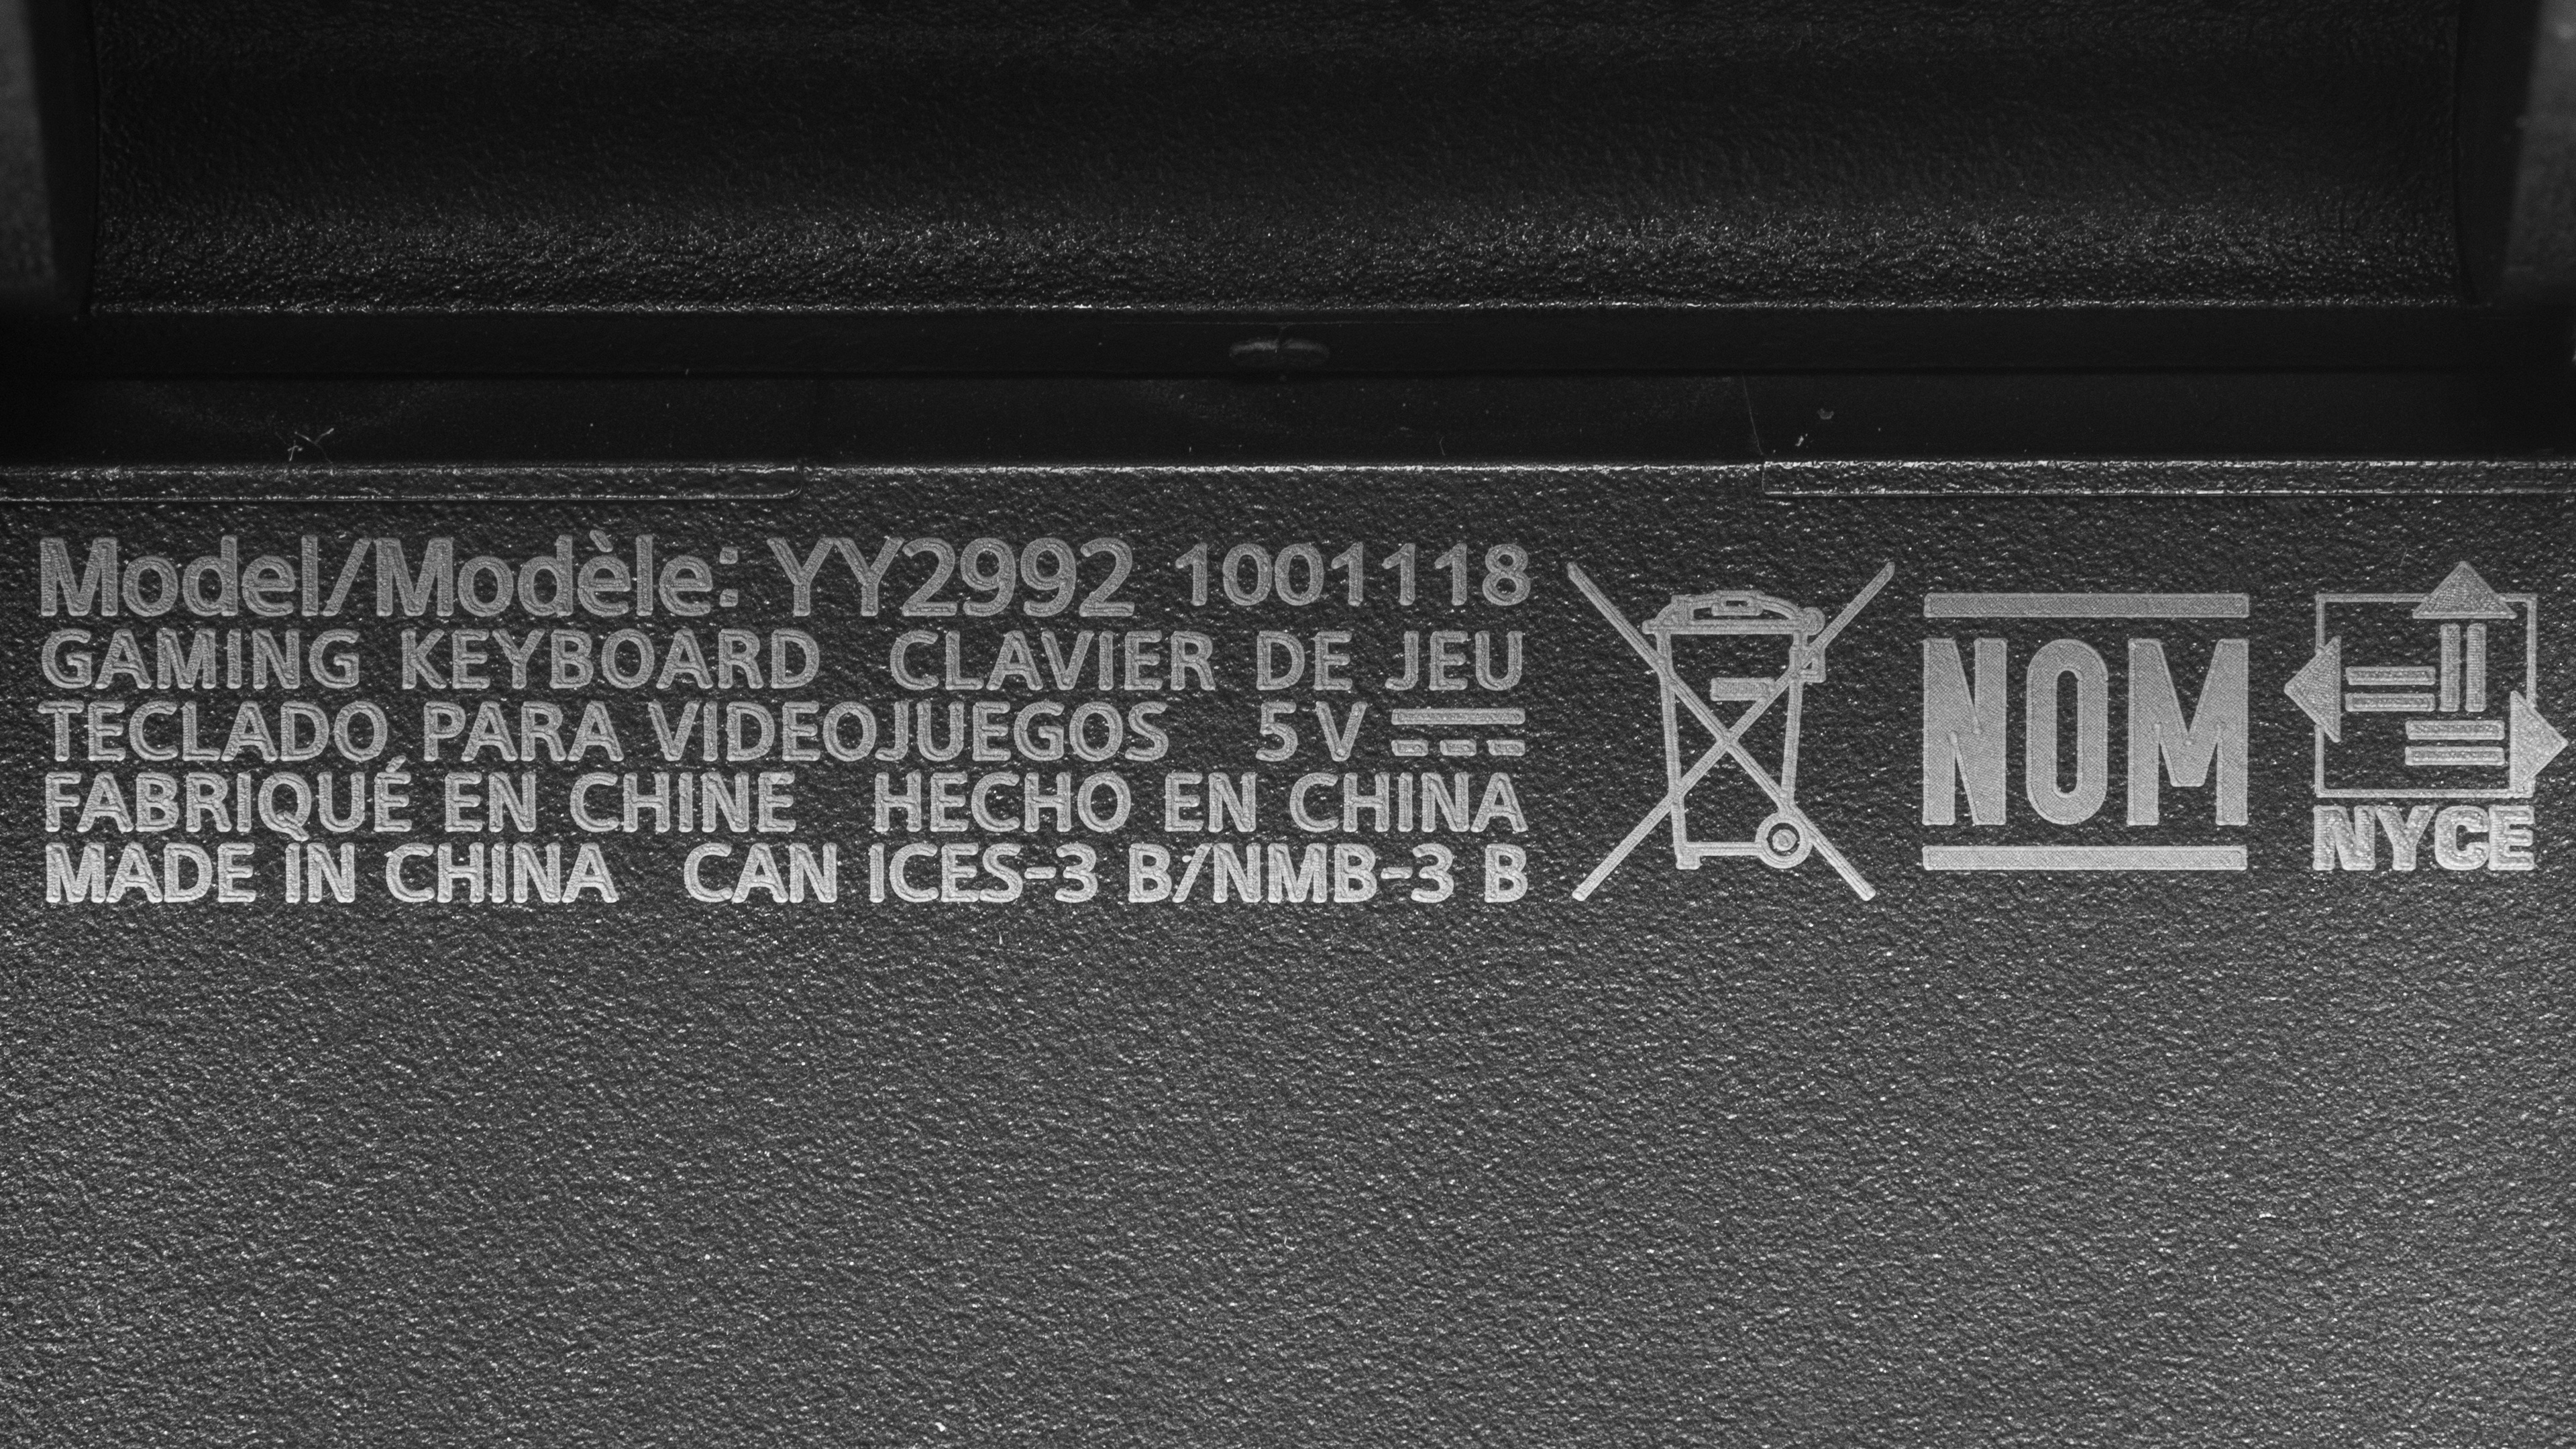 Model/Modèle: YY2992 1001118
GAMING KEYBOARD CLAVIER DE JEU
TECLADO PARA VIDEOJUEGOS 5 V ⎓
FABRIQUÉ EN CHINE HECHO EN CHINA
MADE IN CHINA CAN ICES-3 B/NMB-3 B
NOM
NYCE